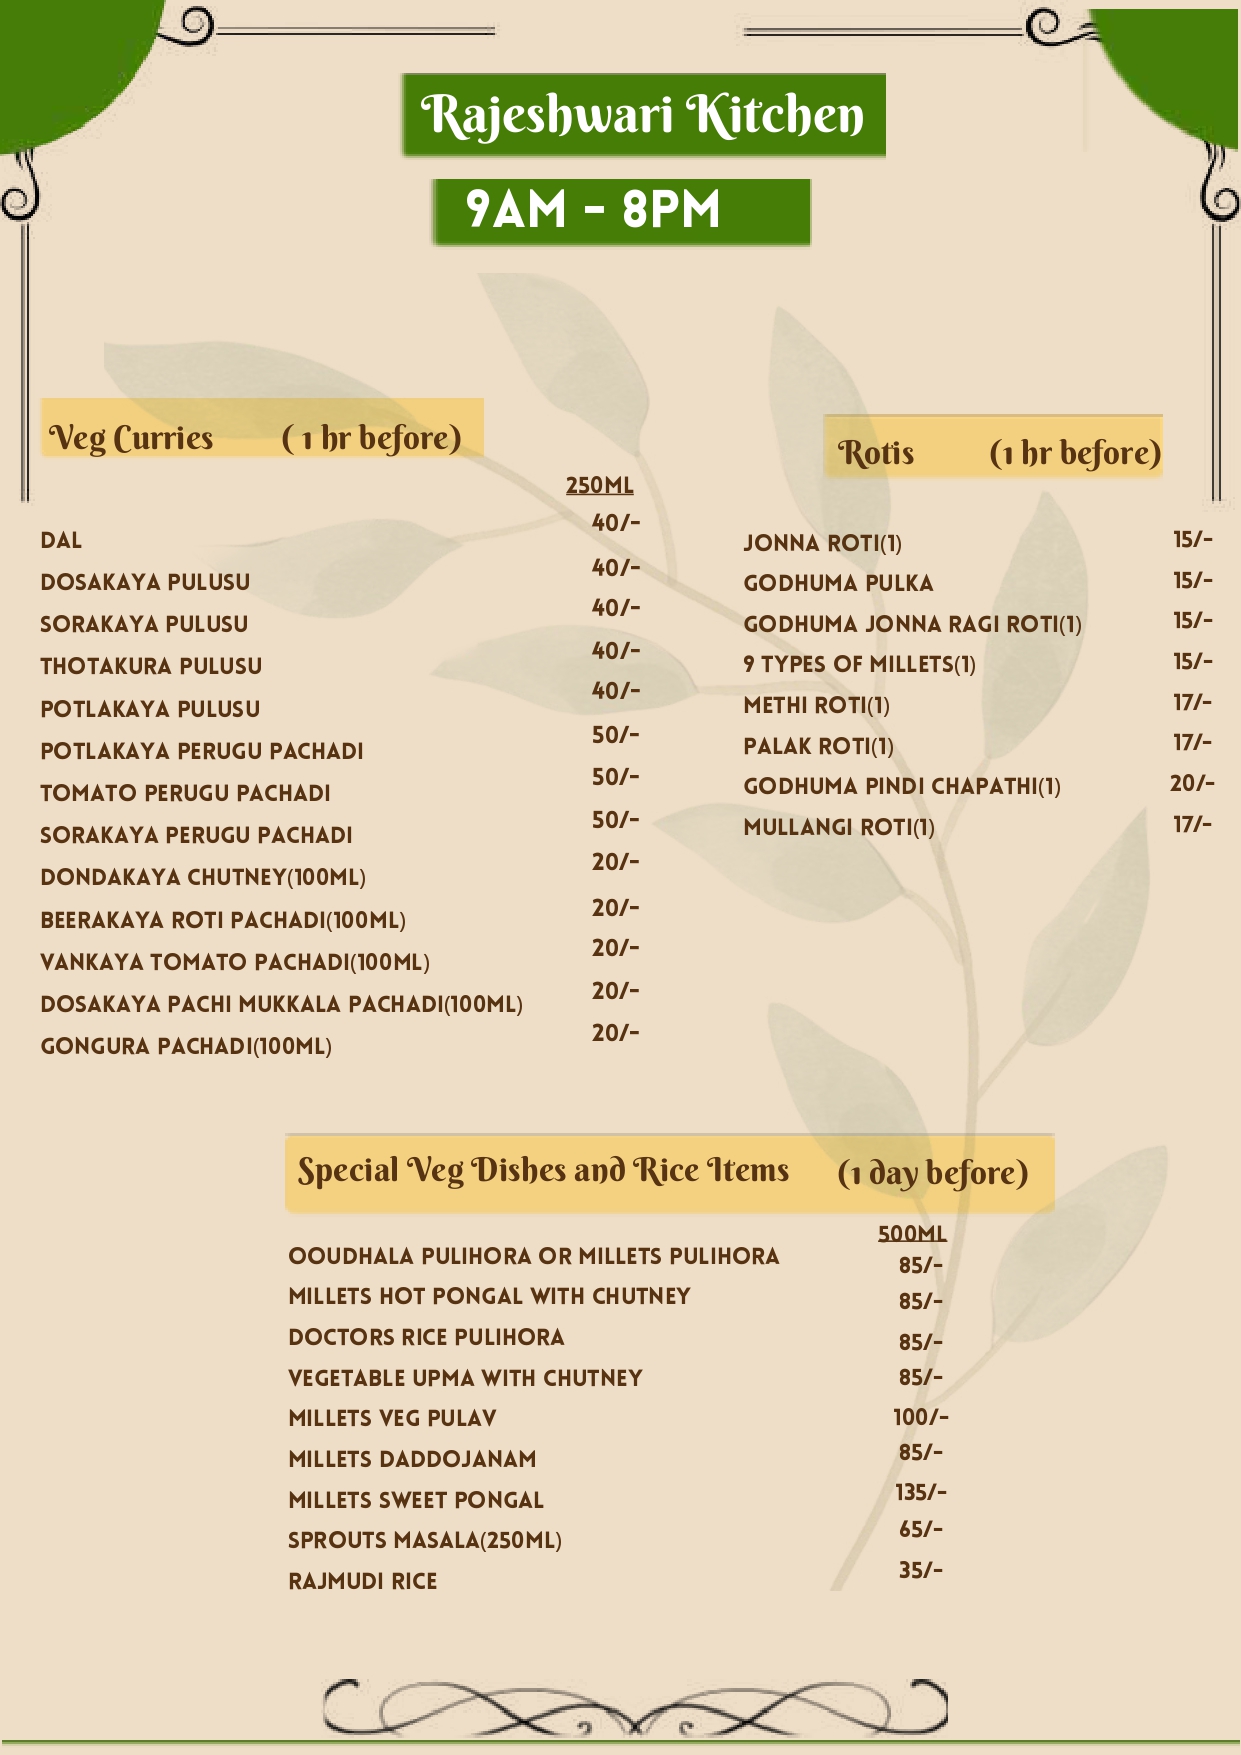 Rajeshwari Kitchen
9AM - 8PM
Veg Curries (1 hr before)
250ML
DAL 40/-
DOSAKAYA PULUSU 40/-
SORAKAYA PULUSU 40/-
THOTAKURA PULUSU 40/-
POTLAKAYA PULUSU 40/-
POTLAKAYA PERUGU PACHADI 50/-
TOMATO PERUGU PACHADI 50/-
SORAKAYA PERUGU PACHADI 50/-
DONDAKAYA CHUTNEY(100ML) 20/-
BEERAKAYA ROTI PACHADI(100ML) 20/-
VANKAYA TOMATO PACHADI(100ML) 20/-
DOSAKAYA PACHI MUKKALA PACHADI(100ML) 20/-
GONGURA PACHADI(100ML) 20/-
Rotis (1 hr before)
JONNA ROTI(1) 15/-
GODHUMA PULKA 15/-
GODHUMA JONNA RAGI ROTI(1) 15/-
9 TYPES OF MILLETS(1) 15/-
METHI ROTI(1) 17/-
PALAK ROTI(1) 17/-
GODHUMA PINDI CHAPATHI(1) 20/-
MULLANGI ROTI(1) 17/-
Special Veg Dishes and Rice Items (1 day before)
500ML
OOUDHALA PULIHORA OR MILLETS PULIHORA 85/-
MILLETS HOT PONGAL WITH CHUTNEY 85/-
DOCTORS RICE PULIHORA 85/-
VEGETABLE UPMA WITH CHUTNEY 85/-
MILLETS VEG PULAV 100/-
MILLETS DADDOJANAM 85/-
MILLETS SWEET PONGAL 135/-
SPROUTS MASALA(250ML) 65/-
RAJMUDI RICE 35/-